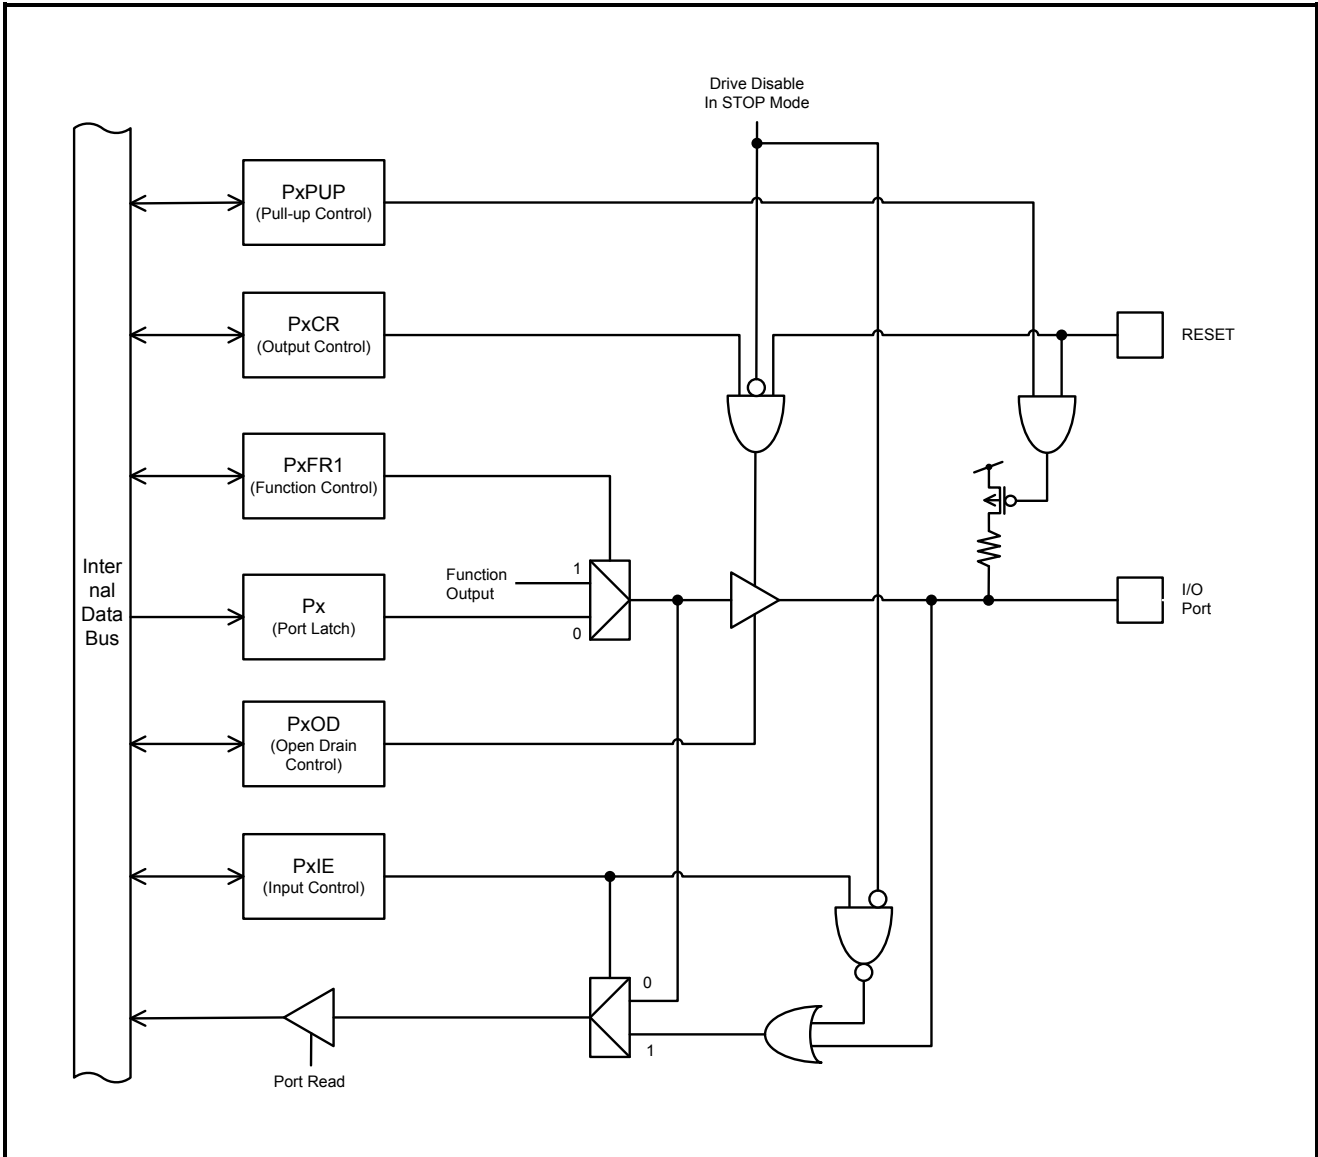 Drive Disable
In STOP Mode
PxPUP
(Pull-up Control)
PxCR
(Output Control)
RESET
PxFR1
(Function Control)
Inter
nal
Data
Bus
Function
Output
1
0
Px
(Port Latch)
I/O
Port
PxOD
(Open Drain
Control)
PxIE
(Input Control)
0
1
Port Read